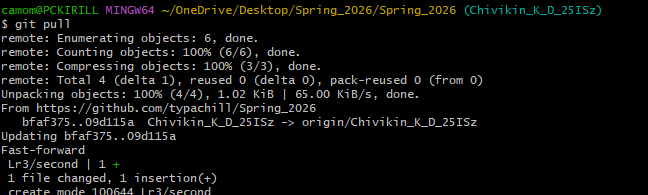 camom@PCKIRILL MINGW64 ~/OneDrive/Desktop/Spring_2026/Spring_2026 (Chivikin_K_D_25ISz)
$ git pull
remote: Enumerating objects: 6, done.
remote: Counting objects: 100% (6/6), done.
remote: Compressing objects: 100% (3/3), done.
remote: Total 4 (delta 1), reused 0 (delta 0), pack-reused 0 (from 0)
Unpacking objects: 100% (4/4), 1.02 KiB | 65.00 KiB/s, done.
From https://github.com/typachill/Spring_2026
   bfaf375..09d115a  Chivikin_K_D_25ISz -> origin/Chivikin_K_D_25ISz
Updating bfaf375..09d115a
Fast-forward
 Lr3/second | 1 +
 1 file changed, 1 insertion(+)
 create mode 100644 Lr3/second